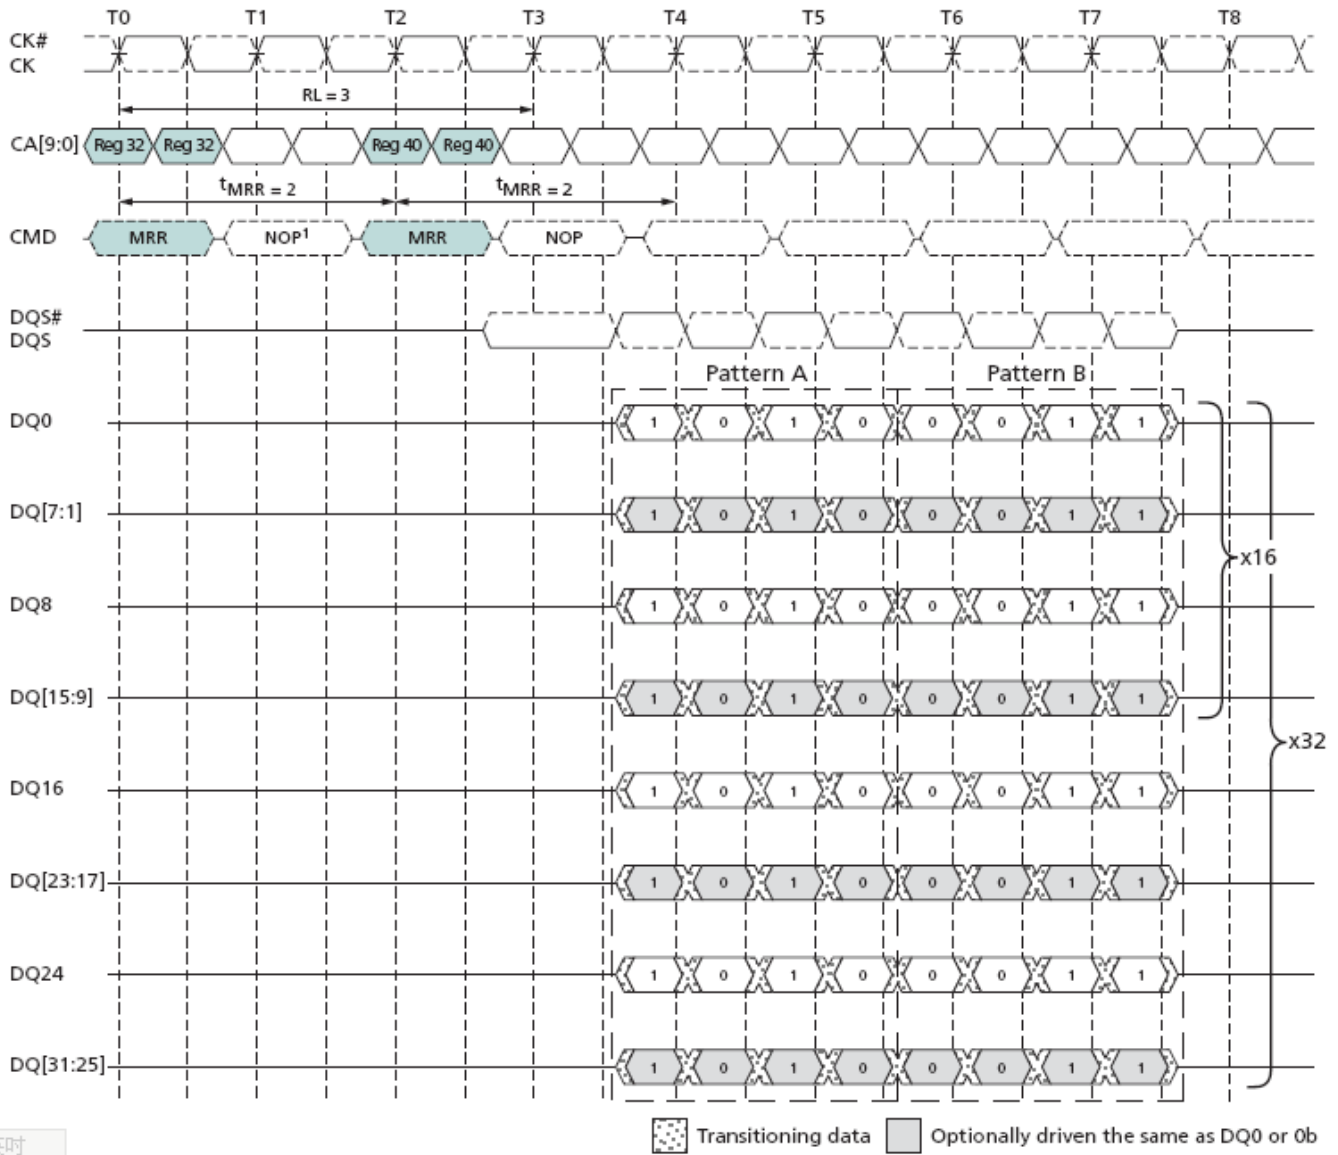 T0 T1 T2 T3 T4 T5 T6 T7 T8
CK#
CK
RL = 3
CA[9:0] Reg 32 Reg 32 Reg 40 Reg 40
tMRR = 2 tMRR = 2
CMD MRR NOP1 MRR NOP
DQS#
DQS
Pattern A Pattern B
DQ0 1 0 1 0 0 0 1 1
DQ[7:1] 1 0 1 0 0 0 1 1
x16
DQ8 1 0 1 0 0 0 1 1
DQ[15:9] 1 0 1 0 0 0 1 1
x32
DQ16 1 0 1 0 0 0 1 1
DQ[23:17] 1 0 1 0 0 0 1 1
DQ24 1 0 1 0 0 0 1 1
DQ[31:25] 1 0 1 0 0 0 1 1
Transitioning data Optionally driven the same as DQ0 or 0b